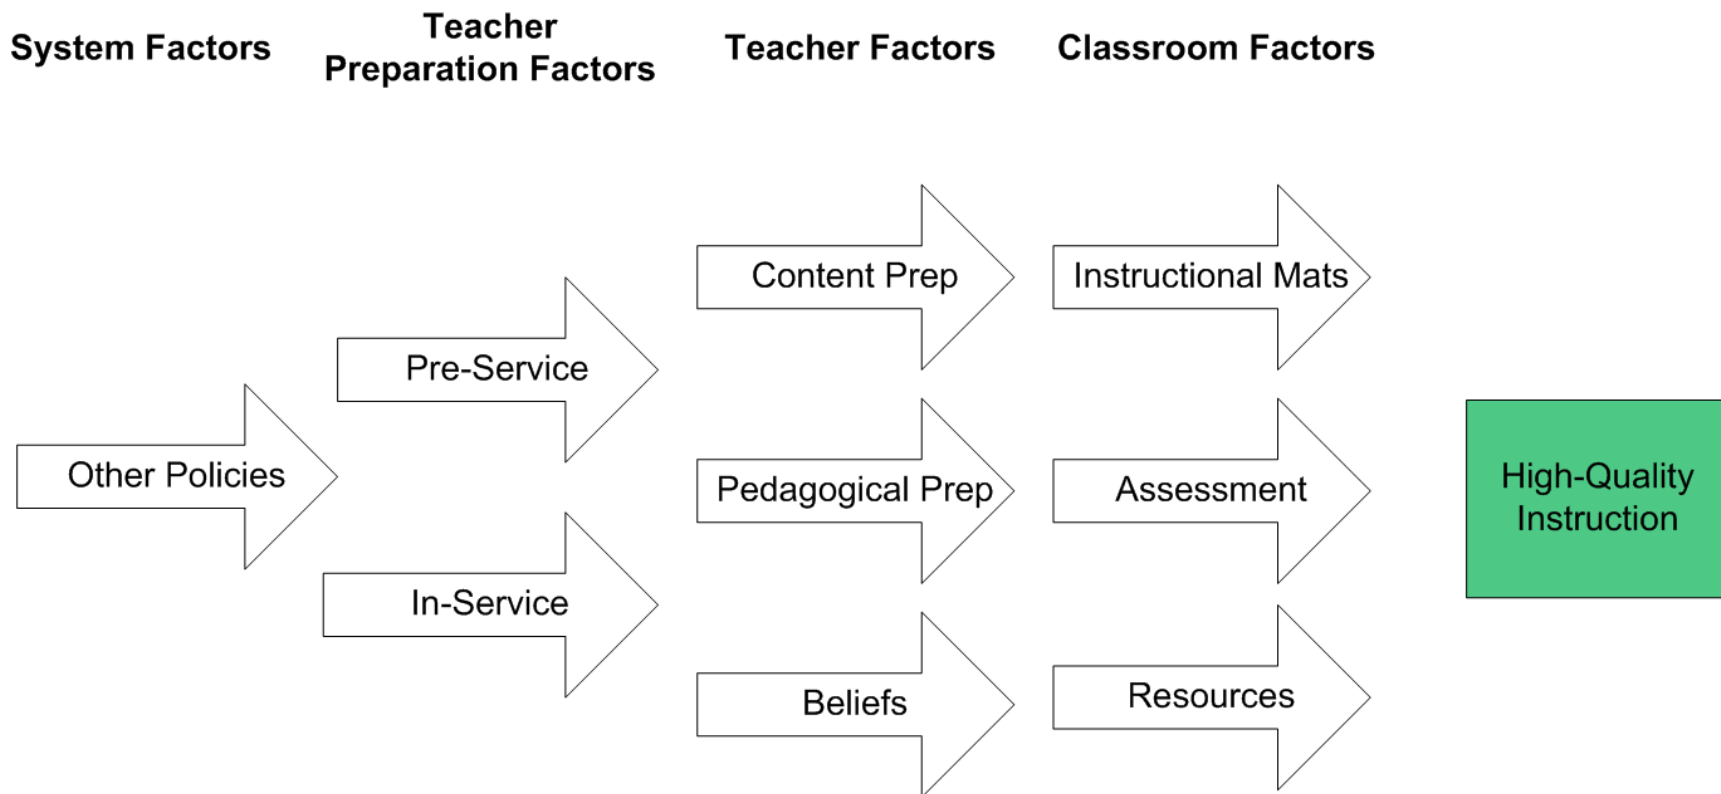 System Factors
Teacher
Preparation Factors
Teacher Factors
Classroom Factors
Other Policies
Pre-Service
In-Service
Content Prep
Pedagogical Prep
Beliefs
Instructional Mats
Assessment
Resources
High-Quality
Instruction